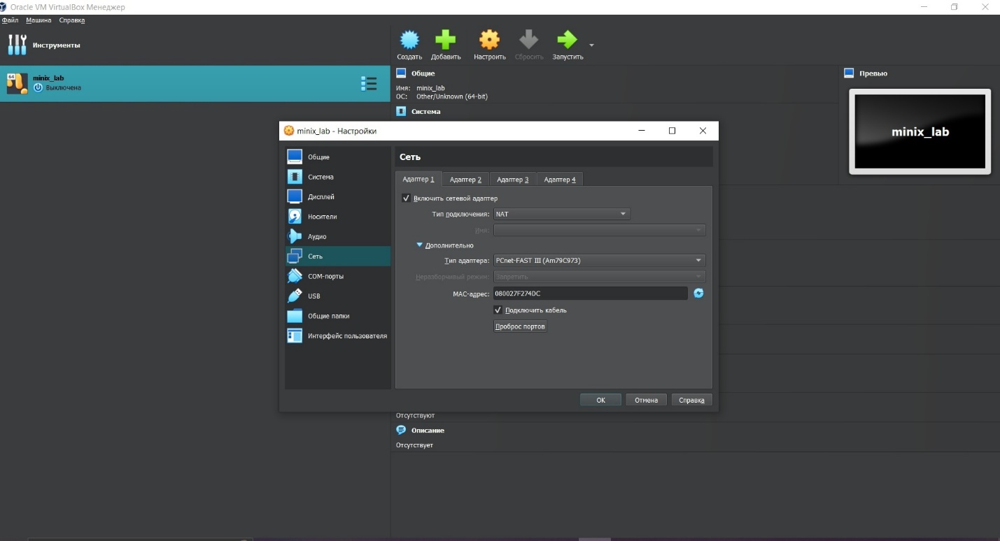 Oracle VM VirtualBox Менеджер
Файл Машина Справка
Инструменты
Создать Добавить Настроить Сбросить Запустить
64
minix_lab
Выключена
Общие
Имя: minix_lab
ОС: Other/Unknown (64-bit)
Система
Превью
minix_lab
minix_lab - Настройки
Общие
Система
Дисплей
Носители
Аудио
Сеть
COM-порты
USB
Общие папки
Интерфейс пользователя
Сеть
Адаптер 1 Адаптер 2 Адаптер 3 Адаптер 4
Включить сетевой адаптер
Тип подключения: NAT
Имя:
Дополнительно
Тип адаптера: PCnet-FAST III (Am79C973)
Неразборчивый режим: Запретить
MAC-адрес: 080027F274DC
Подключить кабель
Проброс портов
OK Отмена Справка
Отсутствуют
Описание
Отсутствует